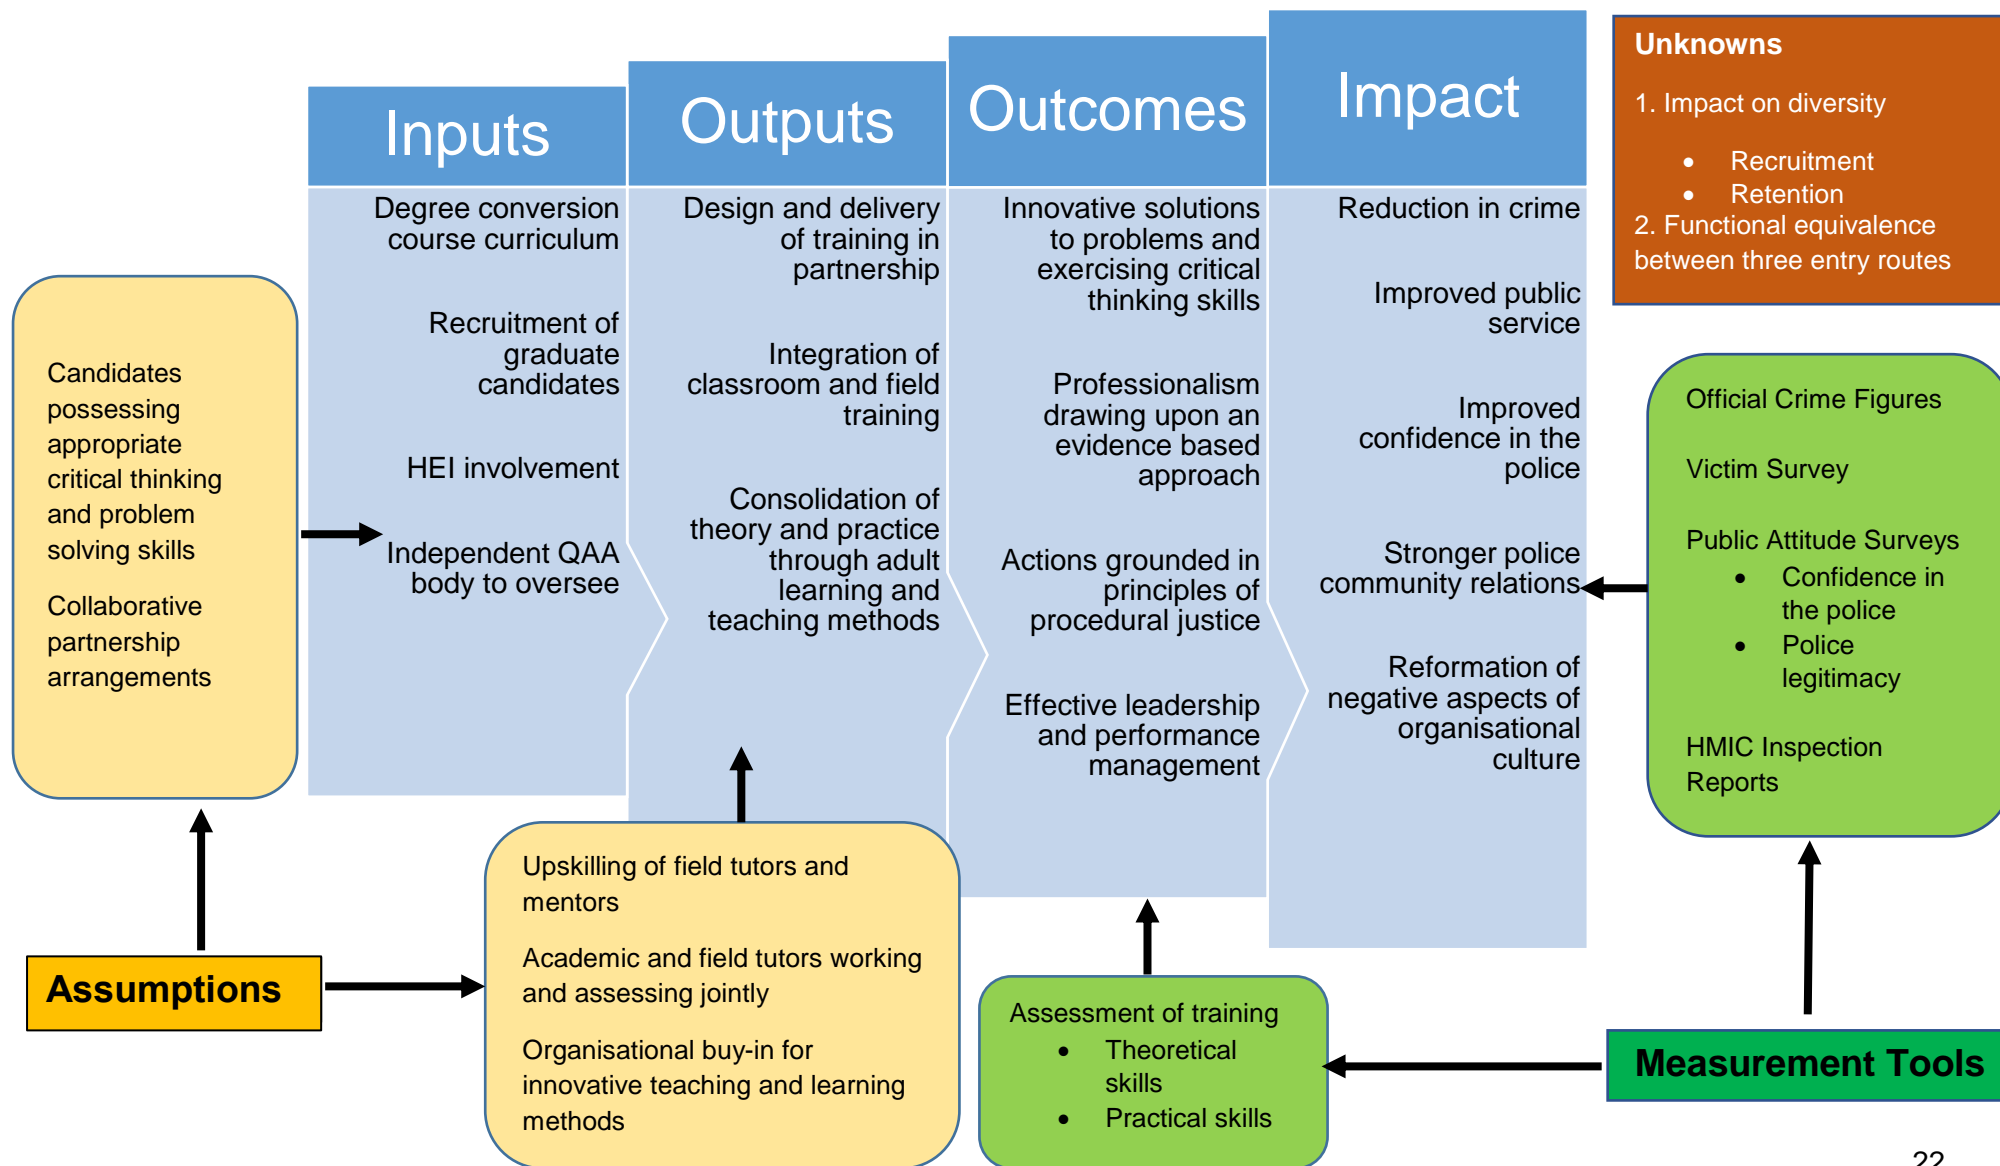 Inputs
Degree conversion
course curriculum
Recruitment of
graduate
candidates
HEI involvement
Independent QAA
body to oversee
Outputs
Design and delivery
of training in
partnership
Integration of
classroom and field
training
Consolidation of
theory and practice
through adult
learning and
teaching methods
Outcomes
Innovative solutions
to problems and
exercising critical
thinking skills
Professionalism
drawing upon an
evidence based
approach
Actions grounded in
principles of
procedural justice
Effective leadership
and performance
management
Impact
Reduction in crime
Improved public
service
Improved
confidence in the
police
Stronger police
community relations
Reformation of
negative aspects of
organisational
culture
Unknowns
1. Impact on diversity
• Recruitment
• Retention
2. Functional equivalence
between three entry routes
Candidates
possessing
appropriate
critical thinking
and problem
solving skills
Collaborative
partnership
arrangements
Official Crime Figures
Victim Survey
Public Attitude Surveys
• Confidence in
the police
• Police
legitimacy
HMIC Inspection
Reports
Assumptions
Upskilling of field tutors and
mentors
Academic and field tutors working
and assessing jointly
Organisational buy-in for
innovative teaching and learning
methods
Assessment of training
• Theoretical
skills
• Practical skills
Measurement Tools
22